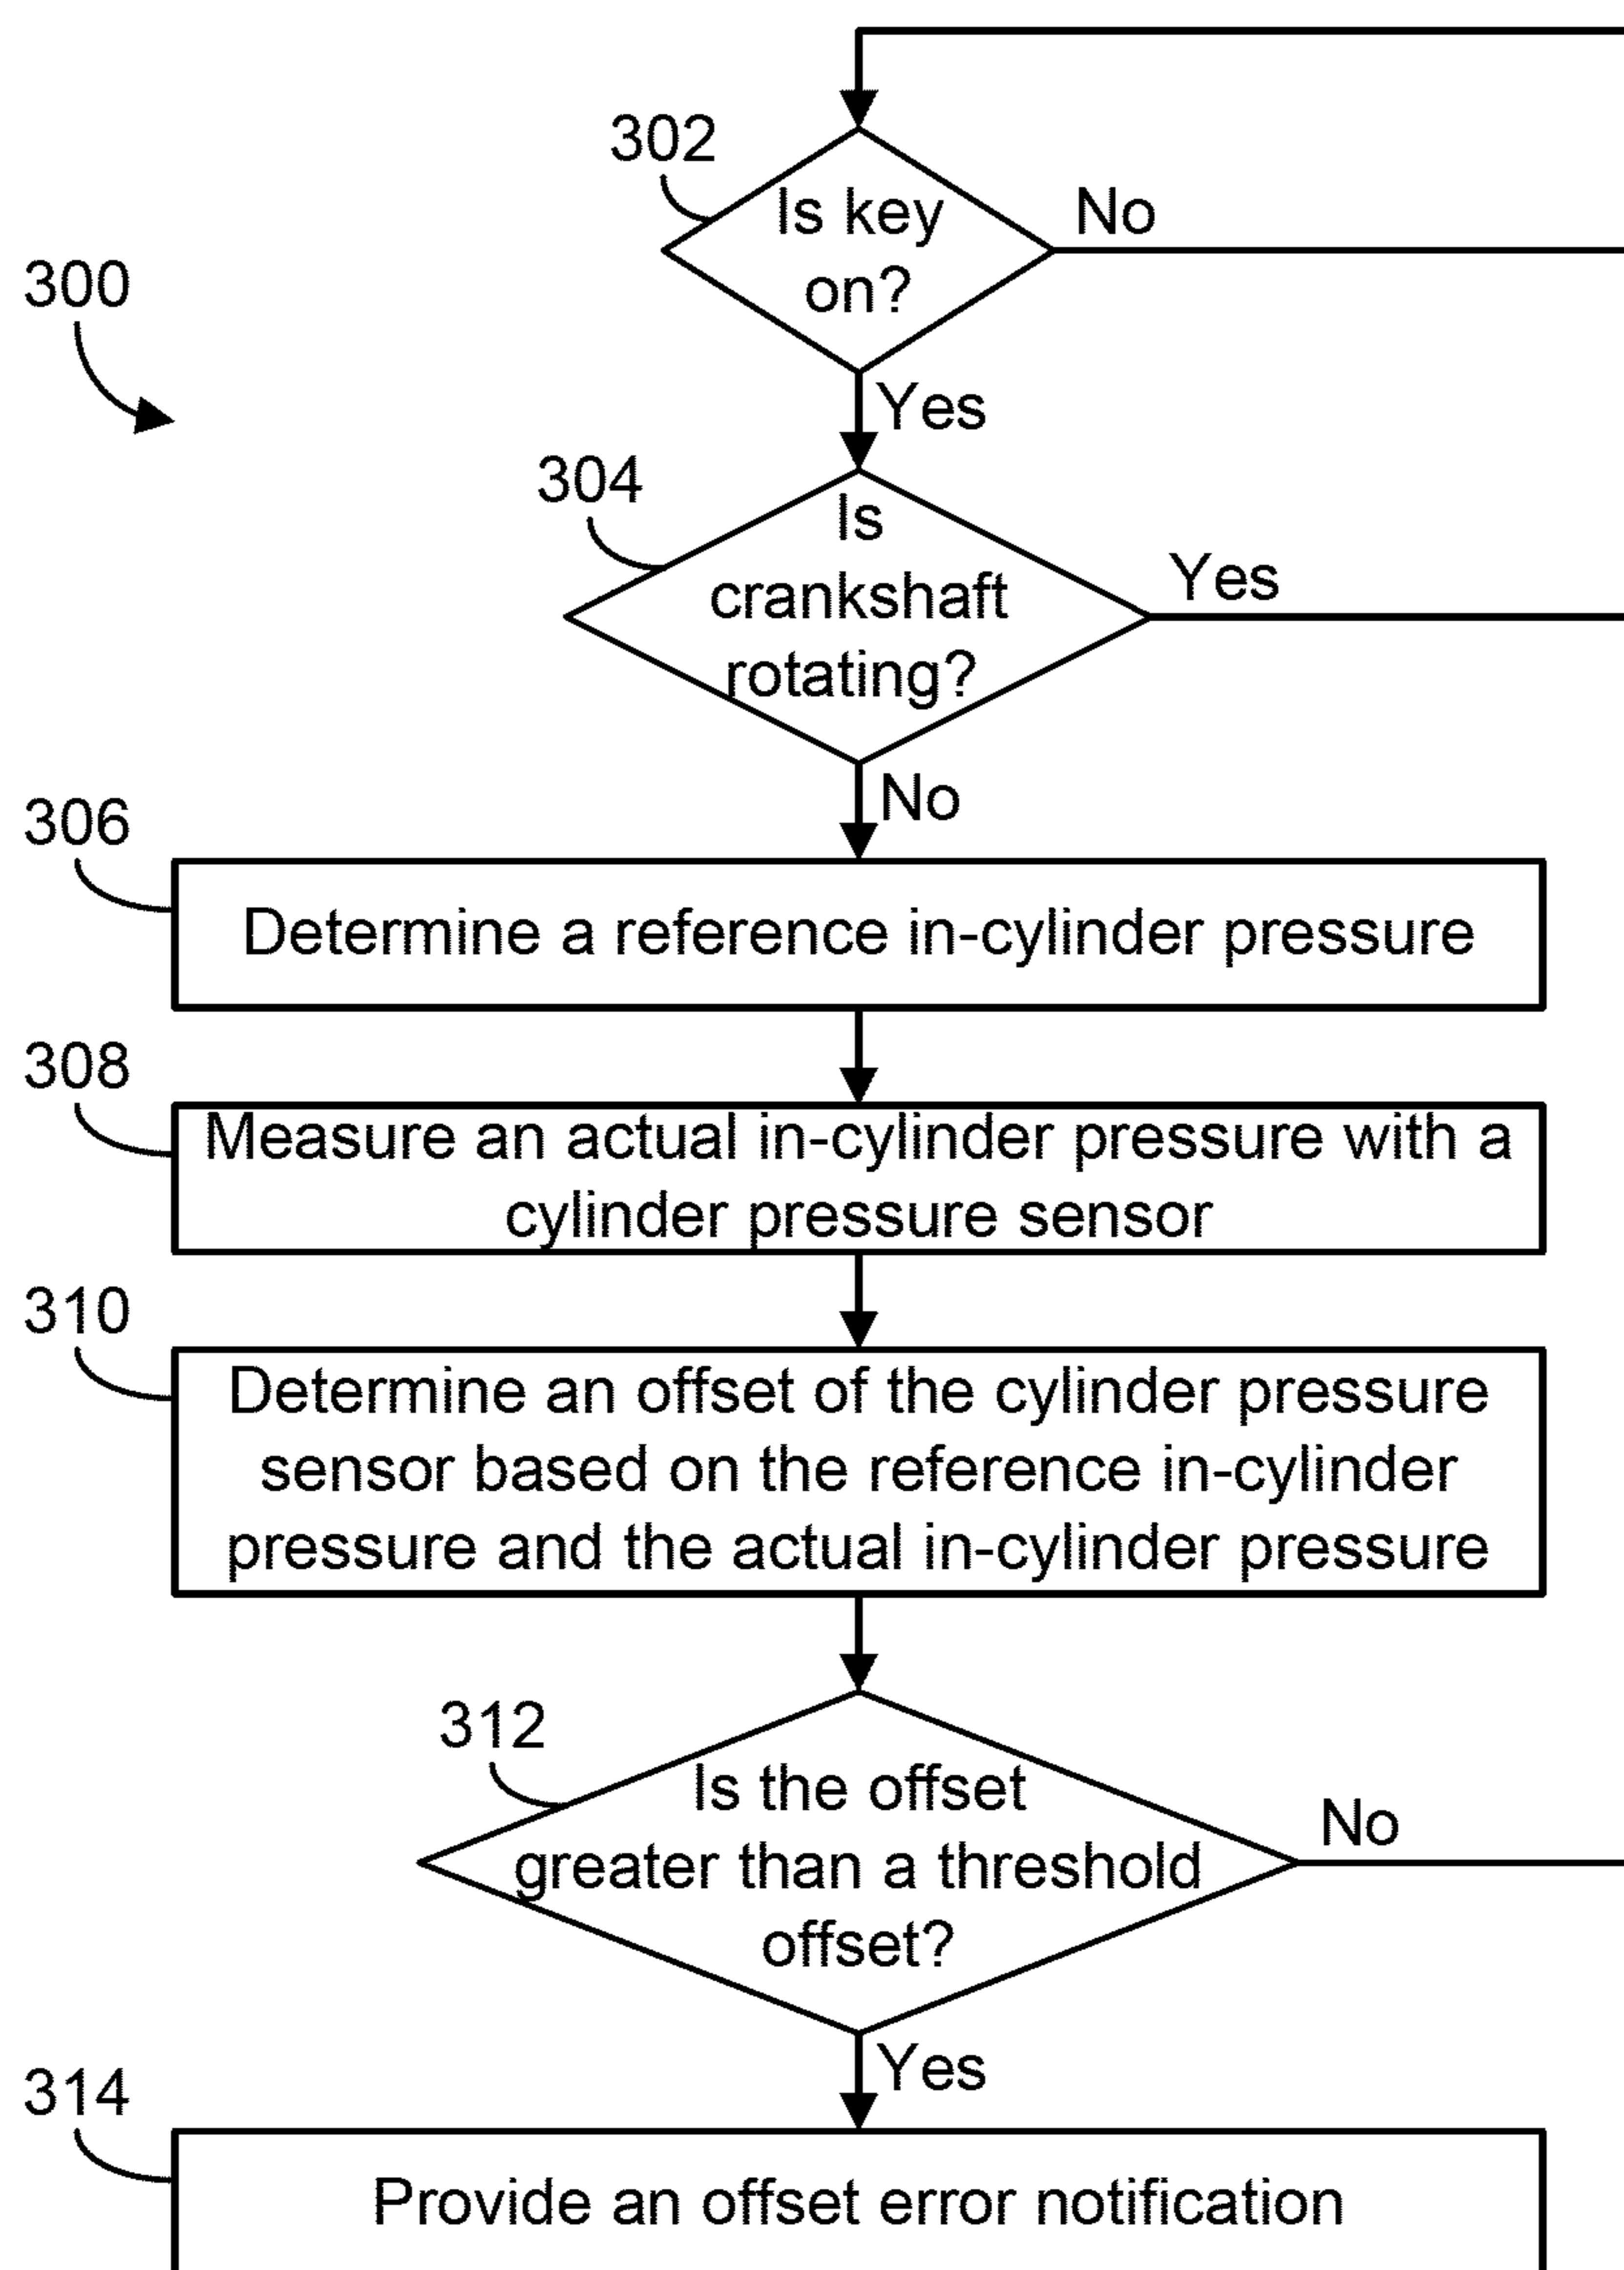 302
Is key
on?
No
300
Yes
304
Is
crankshaft
rotating?
Yes
No
306
Determine a reference in-cylinder pressure
308
Measure an actual in-cylinder pressure with a
cylinder pressure sensor
310
Determine an offset of the cylinder pressure
sensor based on the reference in-cylinder
pressure and the actual in-cylinder pressure
312
Is the offset
greater than a threshold
offset?
No
Yes
314
Provide an offset error notification